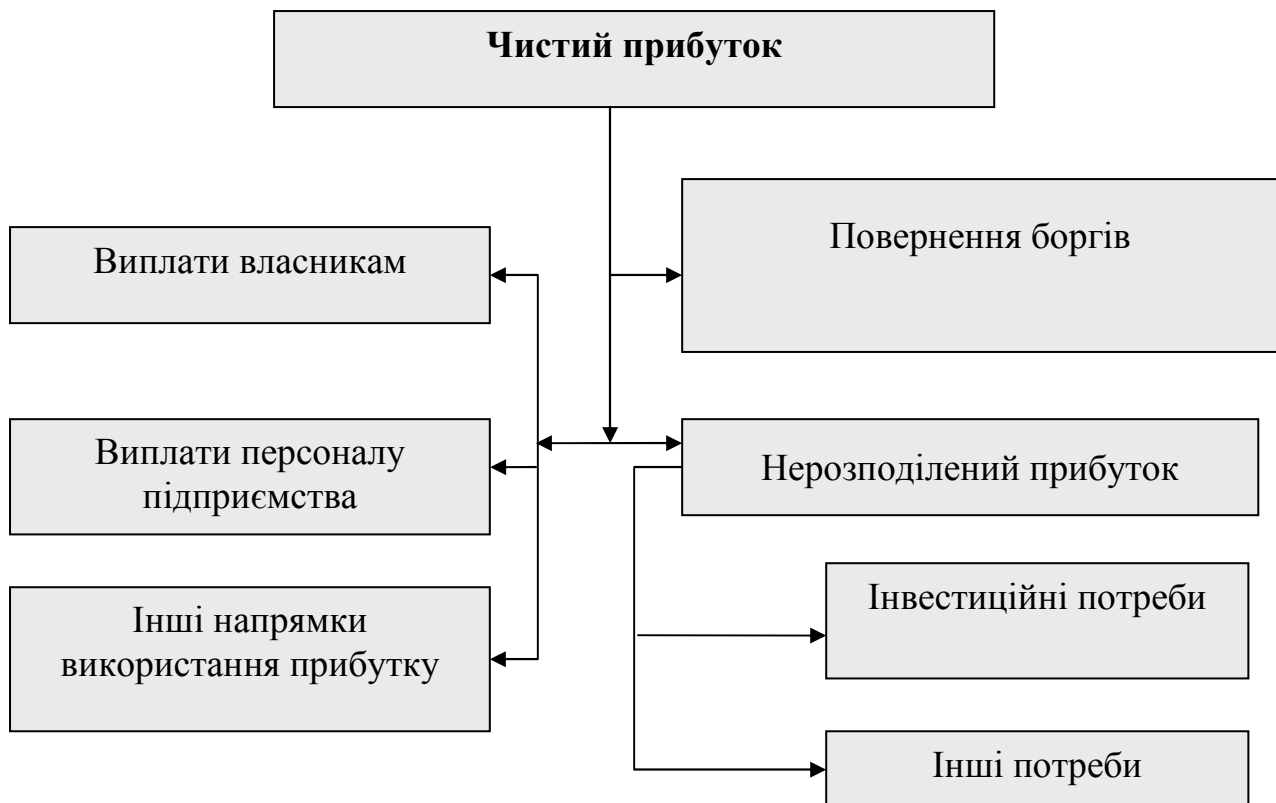 Чистий прибуток
Повернення боргів
Виплати власникам
Виплати персоналу
підприємства
Нерозподілений прибуток
Інші напрямки
використання прибутку
Інвестиційні потреби
Інші потреби